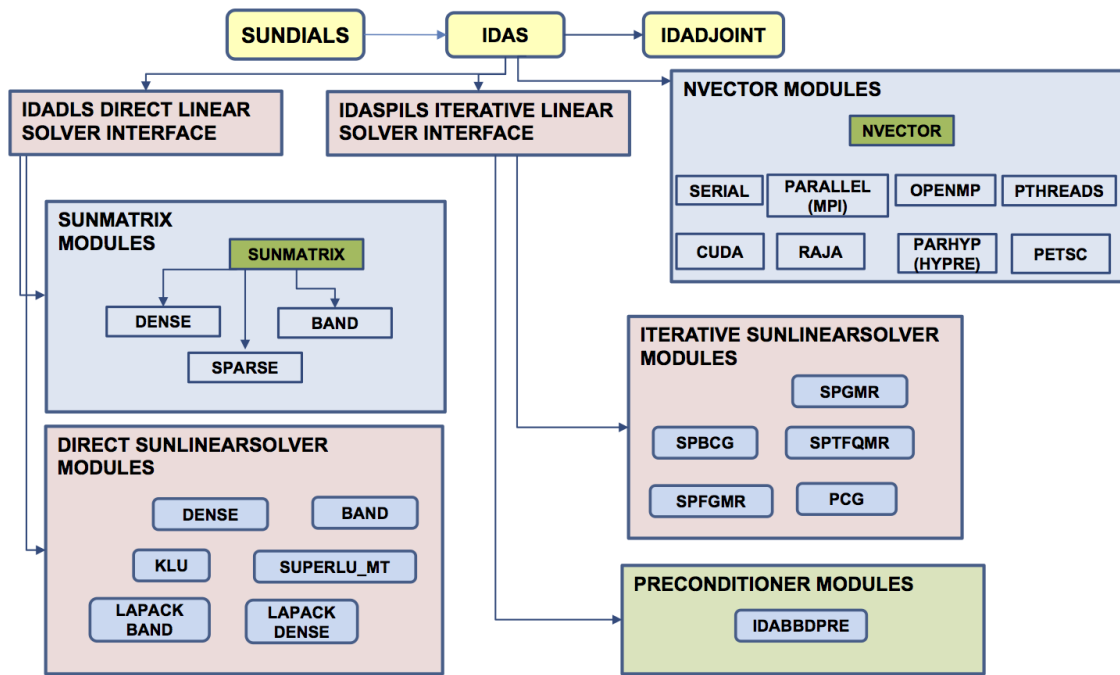 SUNDIALS
IDAS
IDADJOINT
IDADLS DIRECT LINEAR
SOLVER INTERFACE
IDASPILS ITERATIVE LINEAR
SOLVER INTERFACE
NVECTOR MODULES
NVECTOR
SERIAL
PARALLEL
(MPI)
OPENMP
PTHREADS
CUDA
RAJA
PARHYP
(HYPRE)
PETSC
SUNMATRIX
MODULES
SUNMATRIX
DENSE
BAND
SPARSE
ITERATIVE SUNLINEARSOLVER
MODULES
SPGMR
SPBCG
SPTFQMR
SPFGMR
PCG
DIRECT SUNLINEARSOLVER
MODULES
DENSE
BAND
KLU
SUPERLU_MT
LAPACK
BAND
LAPACK
DENSE
PRECONDITIONER MODULES
IDABBDPRE